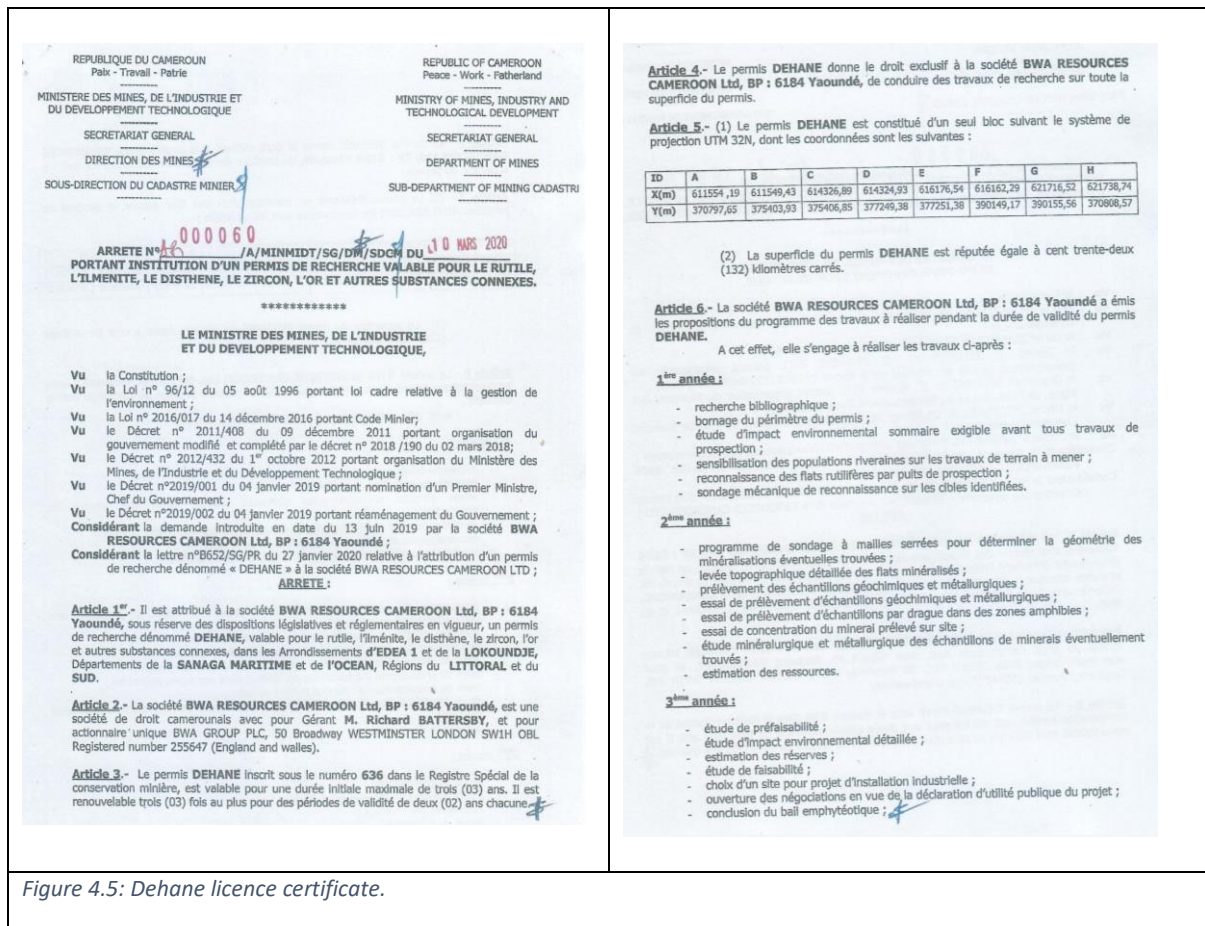 REPUBLIQUE DU CAMEROUN
Paix - Travail - Patrie
----------
MINISTERE DES MINES, DE L'INDUSTRIE ET
DU DEVELOPPEMENT TECHNOLOGIQUE
----------
SECRETARIAT GENERAL
----------
DIRECTION DES MINES
----------
SOUS-DIRECTION DU CADASTRE MINIER
----------
REPUBLIC OF CAMEROON
Peace - Work - Fatherland
----------
MINISTRY OF MINES, INDUSTRY AND
TECHNOLOGICAL DEVELOPMENT
----------
SECRETARIAT GENERAL
----------
DEPARTMENT OF MINES
----------
SUB-DEPARTMENT OF MINING CADASTRI
----------
ARRETE N° 000060 /A/MINMIDT/SG/DM/SDCM DU 10 MARS 2020
PORTANT INSTITUTION D'UN PERMIS DE RECHERCHE VALABLE POUR LE RUTILE,
L'ILMENITE, LE DISTHENE, LE ZIRCON, L'OR ET AUTRES SUBSTANCES CONNEXES.
************
LE MINISTRE DES MINES, DE L'INDUSTRIE
ET DU DEVELOPPEMENT TECHNOLOGIQUE,
Vu la Constitution ;
Vu la Loi n° 96/12 du 05 août 1996 portant loi cadre relative à la gestion de
l'environnement ;
Vu la Loi n° 2016/017 du 14 décembre 2016 portant Code Minier;
Vu le Décret n° 2011/408 du 09 décembre 2011 portant organisation du
gouvernement modifié et complété par le décret n° 2018 /190 du 02 mars 2018;
Vu le Décret n° 2012/432 du 1er octobre 2012 portant organisation du Ministère des
Mines, de l'Industrie et du Développement Technologique ;
Vu le Décret n°2019/001 du 04 janvier 2019 portant nomination d'un Premier Ministre,
Chef du Gouvernement ;
Vu le Décret n°2019/002 du 04 janvier 2019 portant réaménagement du Gouvernement ;
Considérant la demande introduite en date du 13 juin 2019 par la société BWA
RESOURCES CAMEROON Ltd, BP : 6184 Yaoundé ;
Considérant la lettre n°B652/SG/PR du 27 janvier 2020 relative à l'attribution d'un permis
de recherche dénommé « DEHANE » à la société BWA RESOURCES CAMEROON LTD ;
ARRETE :
Article 1er.- Il est attribué à la société BWA RESOURCES CAMEROON Ltd, BP : 6184
Yaoundé, sous réserve des dispositions législatives et réglementaires en vigueur, un permis
de recherche dénommé DEHANE, valable pour le rutile, l'ilménite, le disthène, le zircon, l'or
et autres substances connexes, dans les Arrondissements d'EDEA 1 et de la LOKOUNDJE,
Départements de la SANAGA MARITIME et de l'OCEAN, Régions du LITTORAL et du
SUD.
Article 2.- La société BWA RESOURCES CAMEROON Ltd, BP : 6184 Yaoundé, est une
société de droit camerounais avec pour Gérant M. Richard BATTERSBY, et pour
actionnaire unique BWA GROUP PLC, 50 Broadway WESTMINSTER LONDON SW1H OBL
Registered number 255647 (England and walles).
Article 3.- Le permis DEHANE inscrit sous le numéro 636 dans le Registre Spécial de la
conservation minière, est valable pour une durée initiale maximale de trois (03) ans. Il est
renouvelable trois (03) fois au plus pour des périodes de validité de deux (02) ans chacune.
Article 4.- Le permis DEHANE donne le droit exclusif à la société BWA RESOURCES
CAMEROON Ltd, BP : 6184 Yaoundé, de conduire des travaux de recherche sur toute la
superficie du permis.
Article 5.- (1) Le permis DEHANE est constitué d'un seul bloc suivant le système de
projection UTM 32N, dont les coordonnées sont les suivantes :
ID A B C D E F G H
X(m) 611554 ,19 611549,43 614326,89 614324,93 616176,54 616162,29 621716,52 621738,74
Y(m) 370797,65 375403,93 375406,85 377249,38 377251,38 390149,17 390155,56 370808,57
(2) La superficie du permis DEHANE est réputée égale à cent trente-deux
(132) kilomètres carrés.
Article 6.- La société BWA RESOURCES CAMEROON Ltd, BP : 6184 Yaoundé a émis
les propositions du programme des travaux à réaliser pendant la durée de validité du permis
DEHANE.
A cet effet, elle s'engage à réaliser les travaux ci-après :
1ère année :
- recherche bibliographique ;
- bornage du périmètre du permis ;
- étude d'impact environnemental sommaire exigible avant tous travaux de
prospection ;
- sensibilisation des populations riveraines sur les travaux de terrain à mener ;
- reconnaissance des flats rutilifères par puits de prospection ;
- sondage mécanique de reconnaissance sur les cibles identifiées.
2ème année :
- programme de sondage à mailles serrées pour déterminer la géométrie des
minéralisations éventuelles trouvées ;
- levée topographique détaillée des flats minéralisés ;
- prélèvement des échantillons géochimiques et métallurgiques ;
- essai de prélèvement d'échantillons géochimiques et métallurgiques ;
- essai de prélèvement d'échantillons par drague dans des zones amphibies ;
- essai de concentration du minerai prélevé sur site ;
- étude minéralurgique et métallurgique des échantillons de minerais éventuellement
trouvés ;
- estimation des ressources.
3ème année :
- étude de préfaisabilité ;
- étude d'impact environnemental détaillée ;
- estimation des réserves ;
- étude de faisabilité ;
- choix d'un site pour projet d'installation industrielle ;
- ouverture des négociations en vue de la déclaration d'utilité publique du projet ;
- conclusion du bail emphytéotique ;
Figure 4.5: Dehane licence certificate.